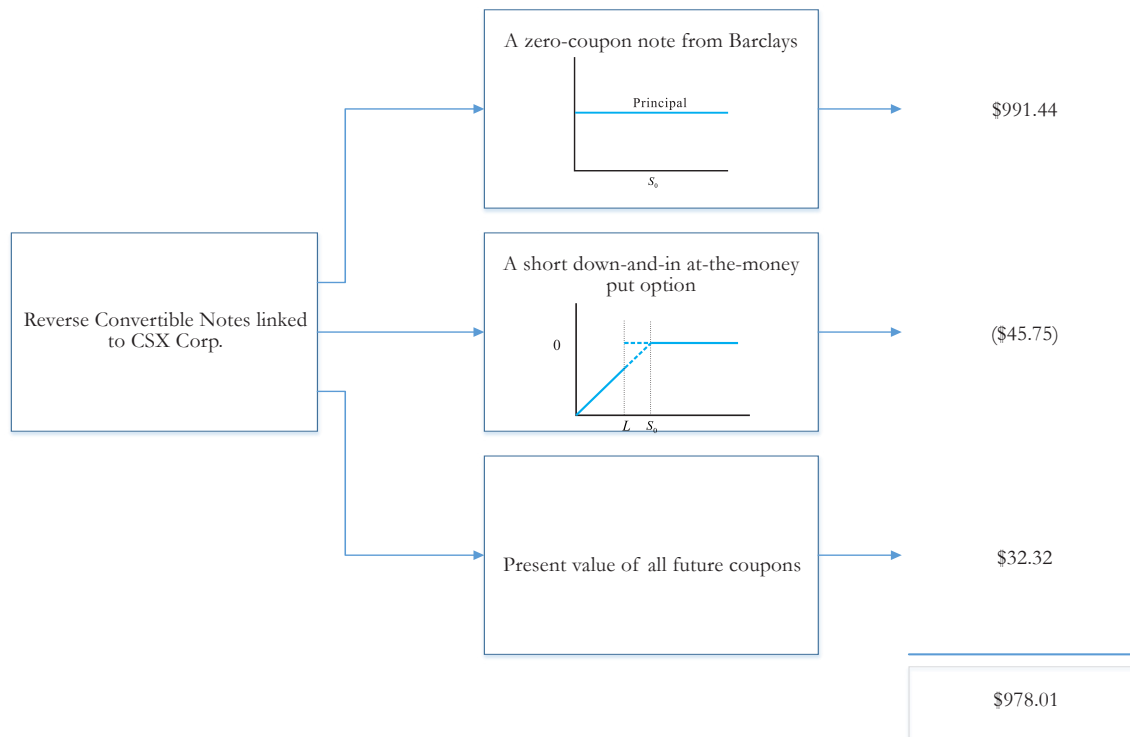 A zero-coupon note from Barclays
Principal
S₀
$991.44
Reverse Convertible Notes linked
to CSX Corp.
A short down-and-in at-the-money
put option
0
L S₀
($45.75)
Present value of all future coupons
$32.32
$978.01